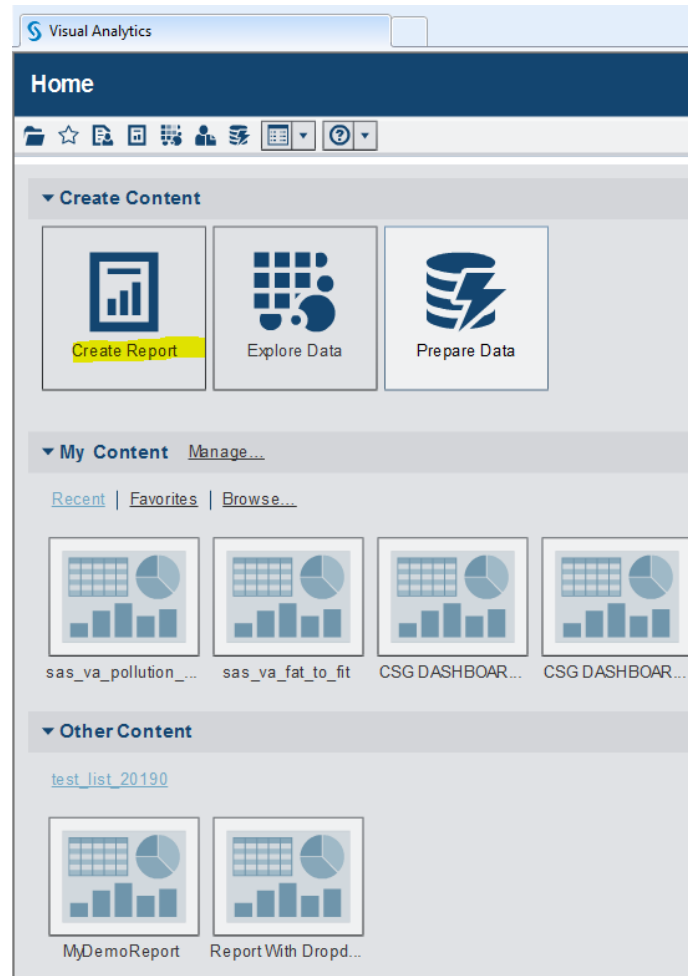 Visual Analytics
Home
Create Content
Create Report Explore Data Prepare Data
My Content Manage...
Recent | Favorites | Browse...
sas_va_pollution_... sas_va_fat_to_fit CSG DASHBOAR... CSG DASHBOAR...
Other Content
test_list_20190
MyDemoReport Report With Dropd...